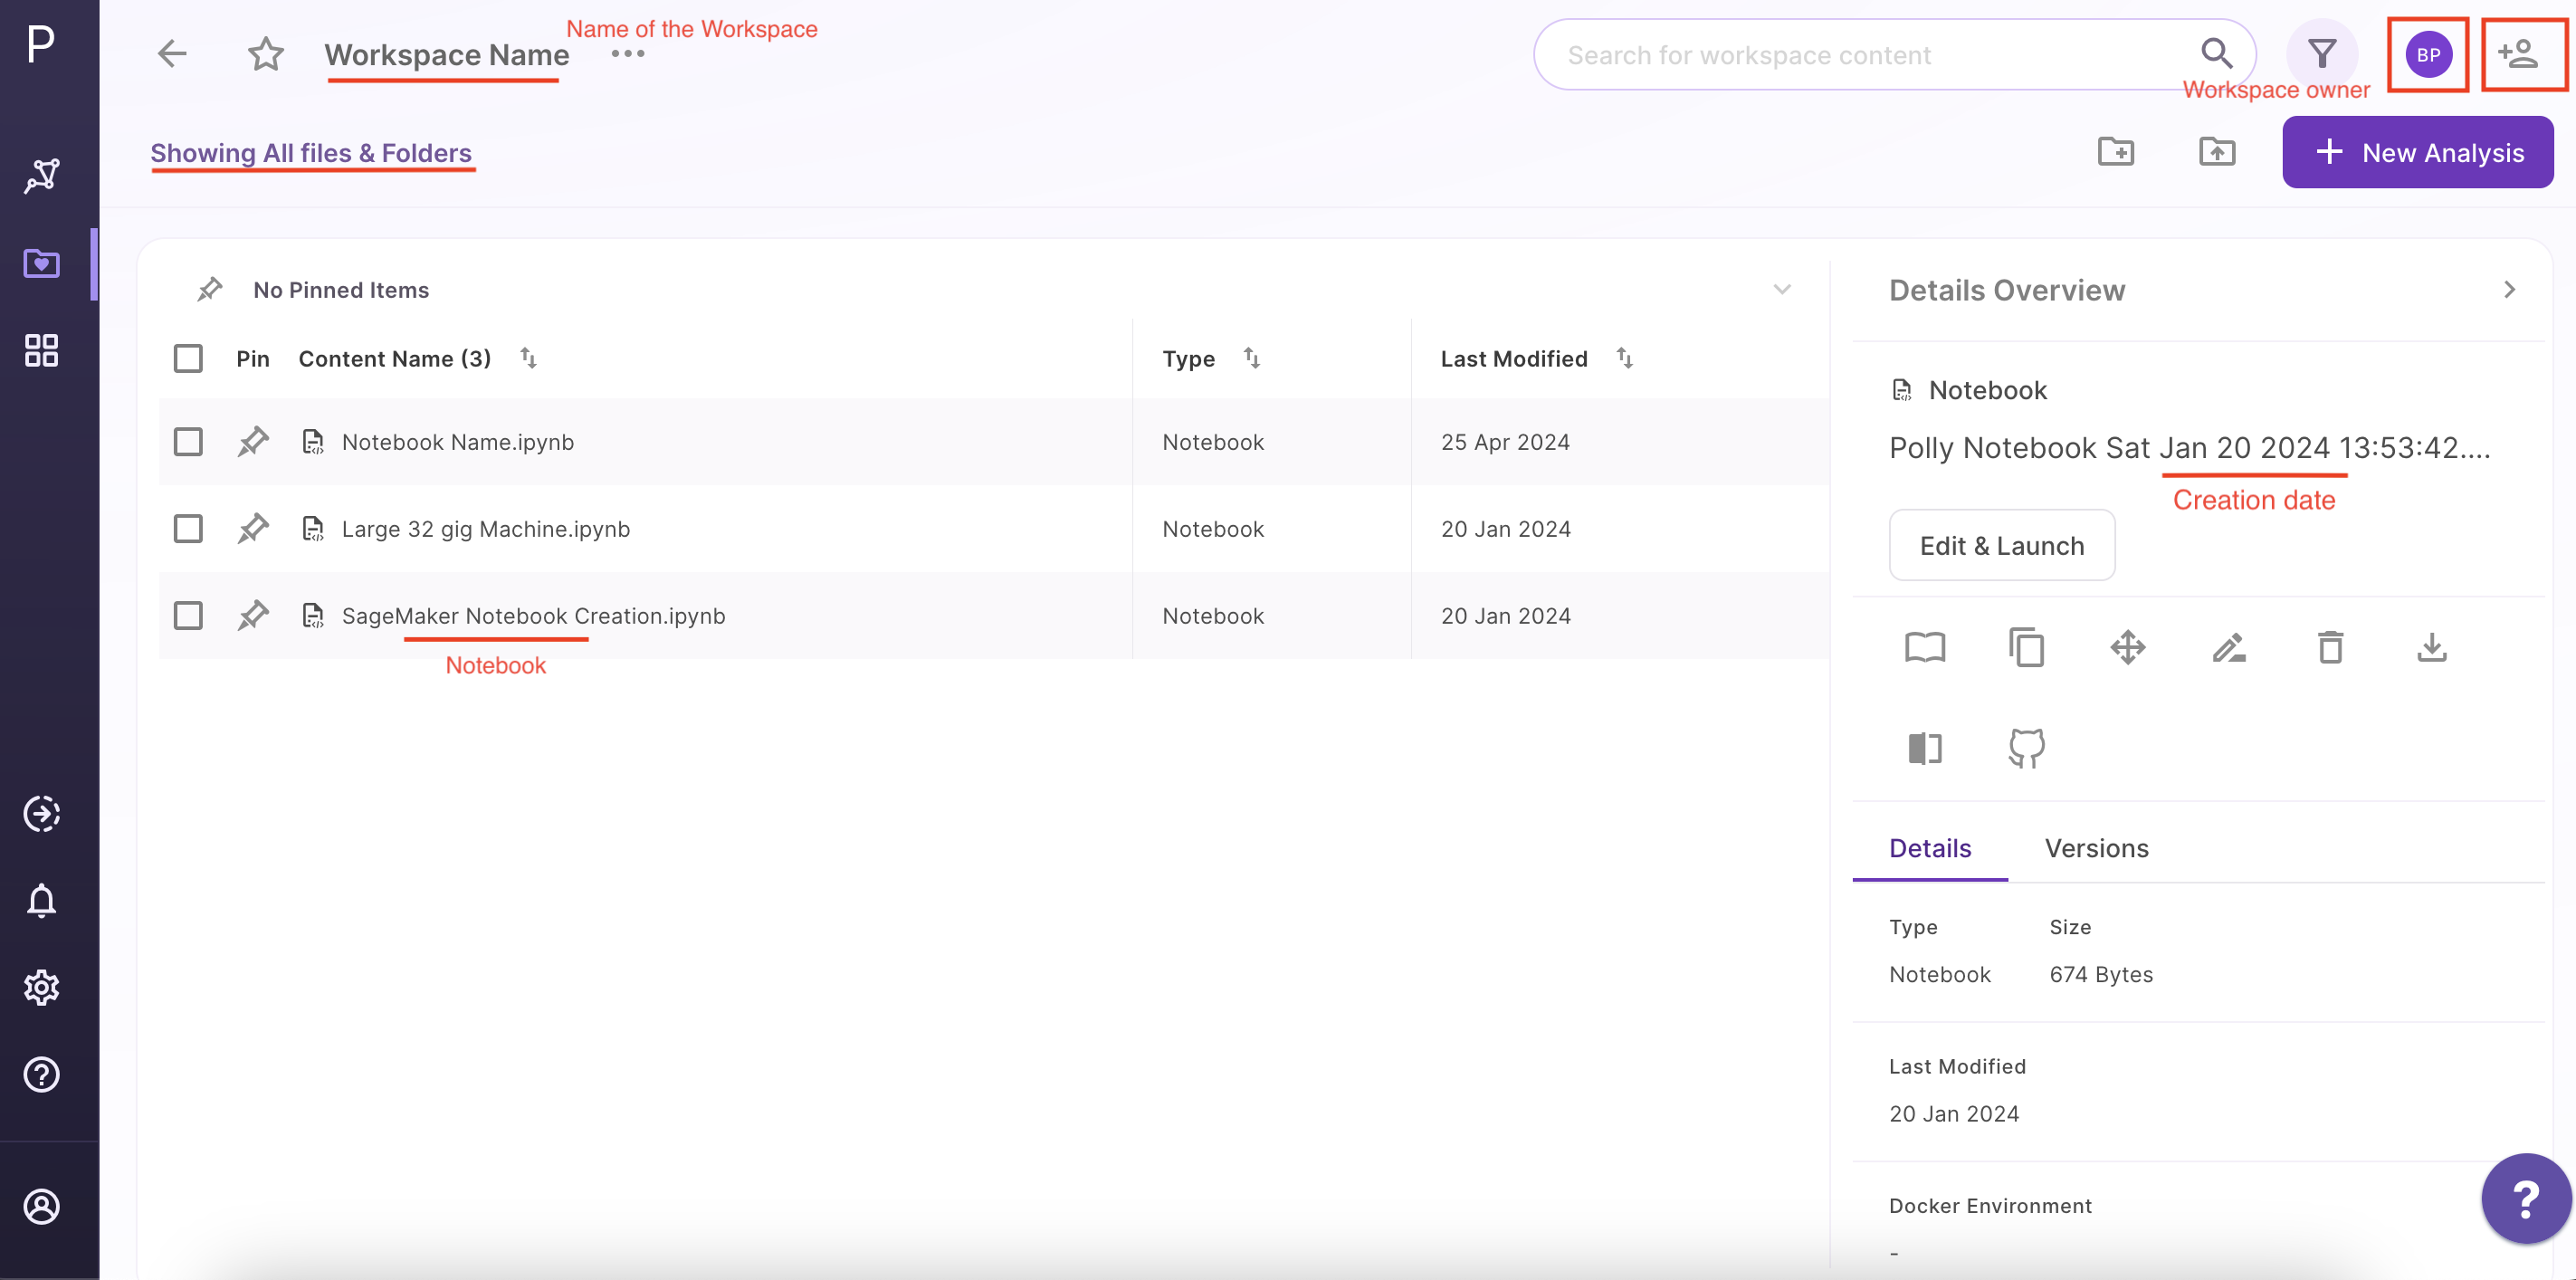 P
Name of the Workspace
Workspace Name
Search for workspace content
BP
Workspace owner
Showing All files & Folders
New Analysis
No Pinned Items
Details Overview
Pin Content Name (3) Type Last Modified
Notebook
Notebook Name.ipynb Notebook 25 Apr 2024
Polly Notebook Sat Jan 20 2024 13:53:42....
Creation date
Large 32 gig Machine.ipynb Notebook 20 Jan 2024
Edit & Launch
SageMaker Notebook Creation.ipynb Notebook 20 Jan 2024
Notebook
Details Versions
Type Size
Notebook 674 Bytes
Last Modified
20 Jan 2024
Docker Environment
-
?